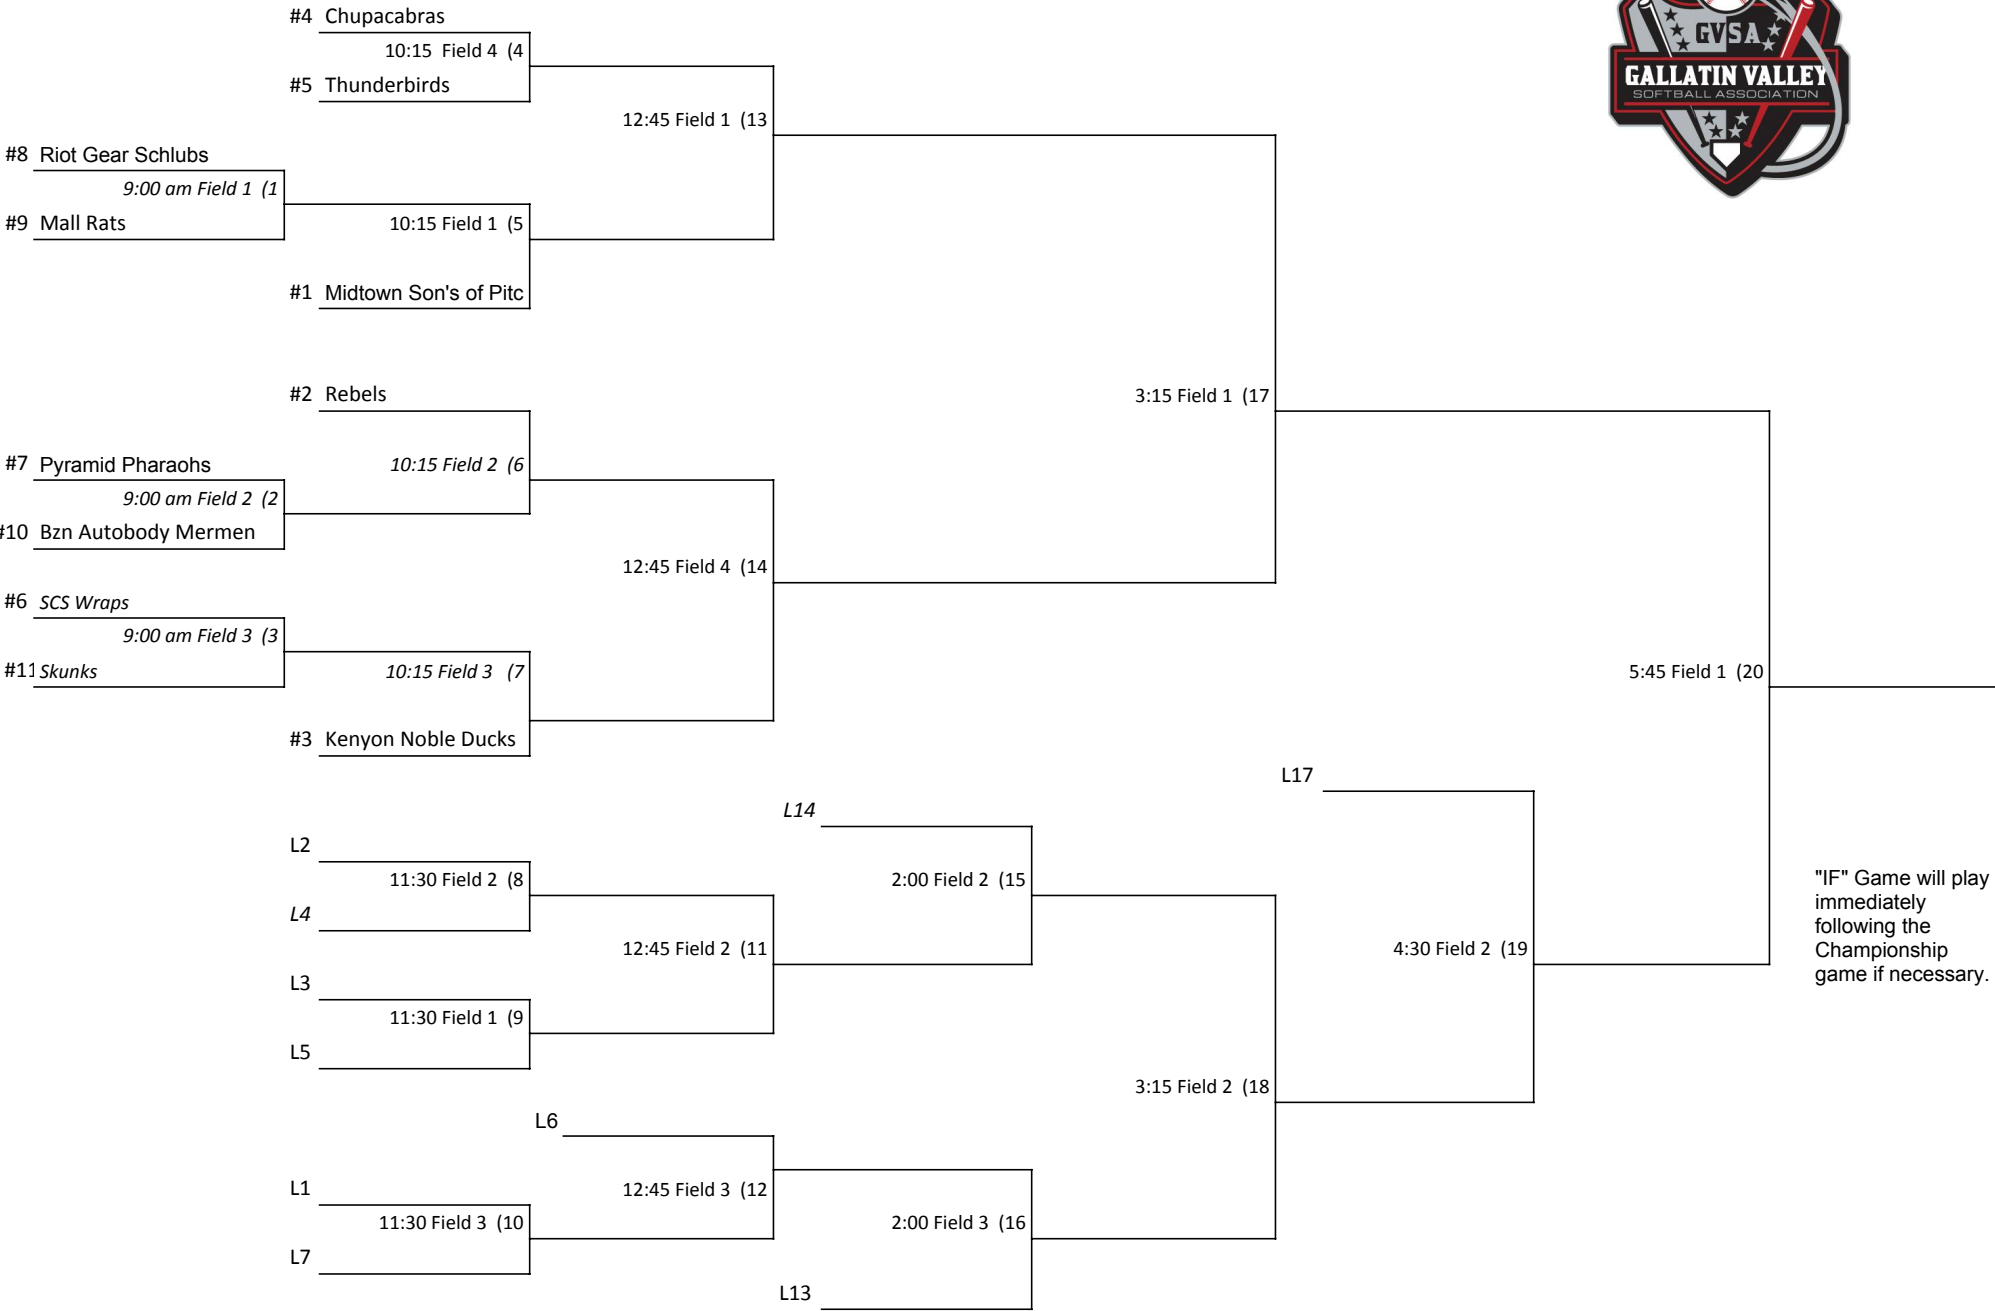 #4 Chupacabras
10:15 Field 4 (4
#5 Thunderbirds
12:45 Field 1 (13
#8 Riot Gear Schlubs
9:00 am Field 1 (1
#9 Mall Rats
10:15 Field 1 (5
#1 Midtown Son's of Pitc
GVSA
GALLATIN VALLEY
SOFTBALL ASSOCIATION
#2 Rebels
3:15 Field 1 (17
#7 Pyramid Pharaohs
10:15 Field 2 (6
9:00 am Field 2 (2
#10 Bzn Autobody Mermen
12:45 Field 4 (14
#6 SCS Wraps
9:00 am Field 3 (3
#11 Skunks
10:15 Field 3 (7
5:45 Field 1 (20
#3 Kenyon Noble Ducks
L17
L14
L2
11:30 Field 2 (8
2:00 Field 2 (15
L4
12:45 Field 2 (11
4:30 Field 2 (19
"IF" Game will play
immediately
following the
Championship
game if necessary.
L3
11:30 Field 1 (9
L5
3:15 Field 2 (18
L6
L1
12:45 Field 3 (12
11:30 Field 3 (10
2:00 Field 3 (16
L7
L13